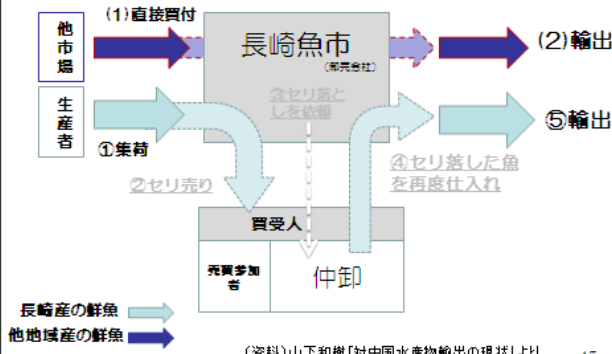 (1)直接買付
他市場
長崎魚市
(卸売会社)
(2)輸出
生産者
③セリ落と
しを依頼
⑤輸出
①集荷
②セリ売り
④セリ落した魚
を再度仕入れ
買受人
売買参加
者
仲卸
長崎産の鮮魚
他地域産の鮮魚
(資料)山下和樹「対中国水産物輸出の現状」より